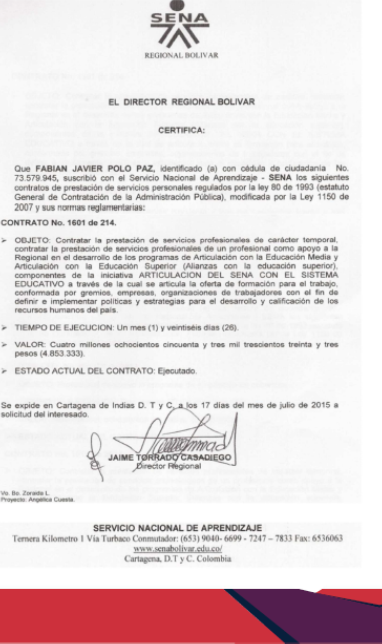 SENA
REGIONAL BOLIVAR
EL DIRECTOR REGIONAL BOLIVAR
CERTIFICA:
Que FABIAN JAVIER POLO PAZ, identificado (a) con cédula de ciudadania No.
73.579.945, suscribió con el Servicio Nacional de Aprendizaje - SENA los siguientes
contratos de prestación de servicios personales regulados por la ley 80 de 1993 (estatuto
General de Contratación de la Administración Pública), modificada por la Ley 1150 de
2007 y sus normas reglamentarias:
CONTRATO No. 1601 de 214.
➢ OBJETO: Contratar la prestación de servicios profesionales de carácter temporal,
contratar la prestación de servicios profesionales de un profesional como apoyo a la
Regional en el desarrollo de los programas de Articulación con la Educación Media y
Articulación con la Educación Superior (Alianzas con la educación superior),
componentes de la iniciativa ARTICULACION DEL SENA CON EL SISTEMA
EDUCATIVO a través de la cual se articula la oferta de formación para el trabajo,
conformada por gremios, empresas, organizaciones de trabajadores con el fin de
definir e implementar políticas y estrategias para el desarrollo y calificación de los
recursos humanos del país.
➢ TIEMPO DE EJECUCION: Un mes (1) y veintiséis días (26).
➢ VALOR: Cuatro millones ochocientos cincuenta y tres mil tresciento​s treinta y tres
pesos (4.853.333).
➢ ESTADO ACTUAL DEL CONTRATO: Ejecutado.
Se expide en Cartagena de Indias D. T y C. a los 17 días del mes de julio de 2015 a
solicitud del interesado.
JAIME TORRADO CASADIEGO
Director Regional
Vo. Bo. Zoraida L.
Proyecto: Angélica Cuesta.
SERVICIO NACIONAL DE APRENDIZAJE
Ternera Kilometro 1 Vía Turbaco Conmutador: (653) 9040- 6699 - 7247 – 7833 Fax: 6536063
www.senabolivar.edu.co/
Cartagena, D.T y C. Colombia